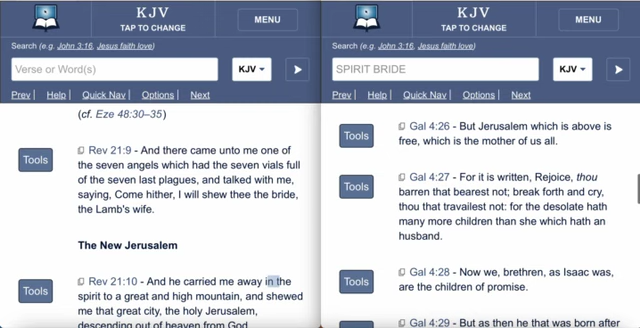 KJV
TAP TO CHANGE
MENU
Search (e.g. John 3:16, Jesus faith love)
Verse or Word(s)
KJV
Prev | Help | Quick Nav | Options | Next
(cf. Eze 48:30–35)
Tools
Rev 21:9 - And there came unto me one of
the seven angels which had the seven vials full
of the seven last plagues, and talked with me,
saying, Come hither, I will shew thee the bride,
the Lamb's wife.
The New Jerusalem
Tools
Rev 21:10 - And he carried me away in the
spirit to a great and high mountain, and shewed
me that great city, the holy Jerusalem,
descending out of heaven from God
KJV
TAP TO CHANGE
MENU
Search (e.g. John 3:16, Jesus faith love)
SPIRIT BRIDE
KJV
Prev | Help | Quick Nav | Options | Next
Tools
Gal 4:26 - But Jerusalem which is above is
free, which is the mother of us all.
Tools
Gal 4:27 - For it is written, Rejoice, thou
barren that bearest not; break forth and cry,
thou that travailest not: for the desolate hath
many more children than she which hath an
husband.
Tools
Gal 4:28 - Now we, brethren, as Isaac was,
are the children of promise.
Gal 4:29 - But as then he that was born after